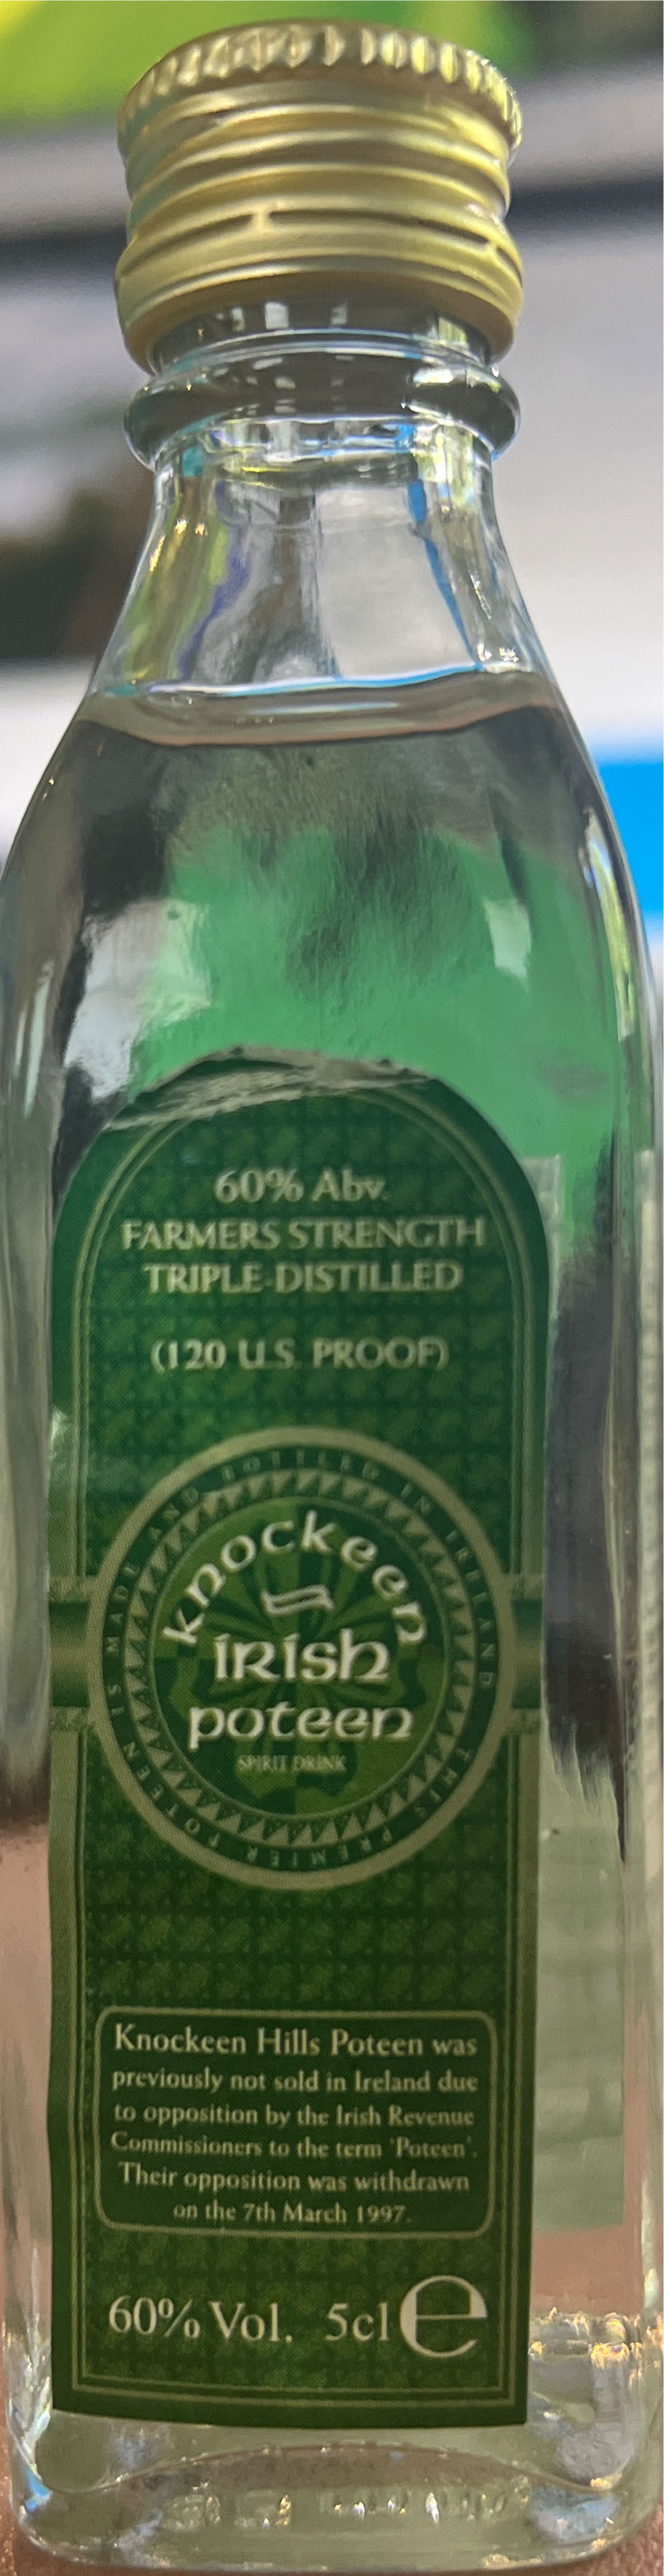 60% Abv.
FARMERS STRENGTH
TRIPLE-DISTILLED
(120 U.S. PROOF)
THIS PREMIER POTEEN IS MADE AND BOTTLED IN IRELAND
knockeen
irish
poteen
SPIRIT DRINK
Knockeen Hills Poteen was
previously not sold in Ireland due
to opposition by the Irish Revenue
Commissioners to the term 'Poteen'.
Their opposition was withdrawn
on the 7th March 1997.
60% Vol. 5cl e